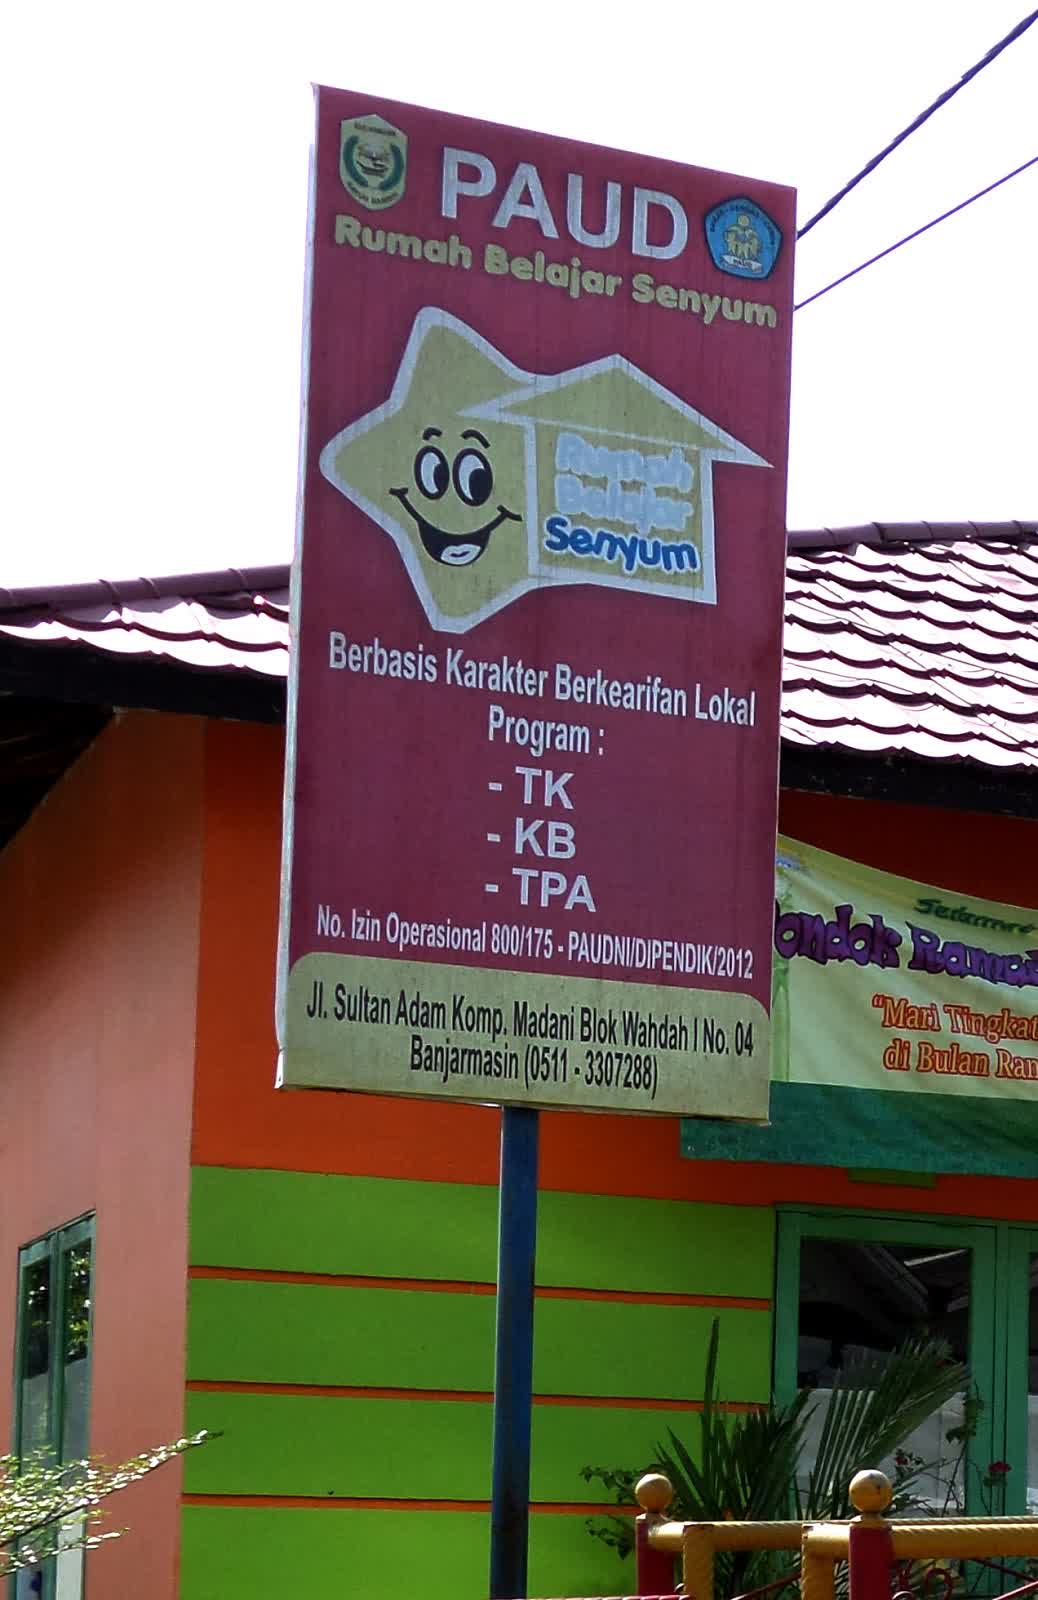 PAUD
Rumah Belajar Senyum
Rumah
Belajar
Senyum
Berbasis Karakter Berkearifan Lokal
Program :
- TK
- KB
- TPA
No. Izin Operasional 800/175 - PAUDNI/DIPENDIK/2012
Jl. Sultan Adam Komp. Madani Blok Wahdah I No. 04
Banjarmasin (0511 - 3307288)
"Mari
di Bulan